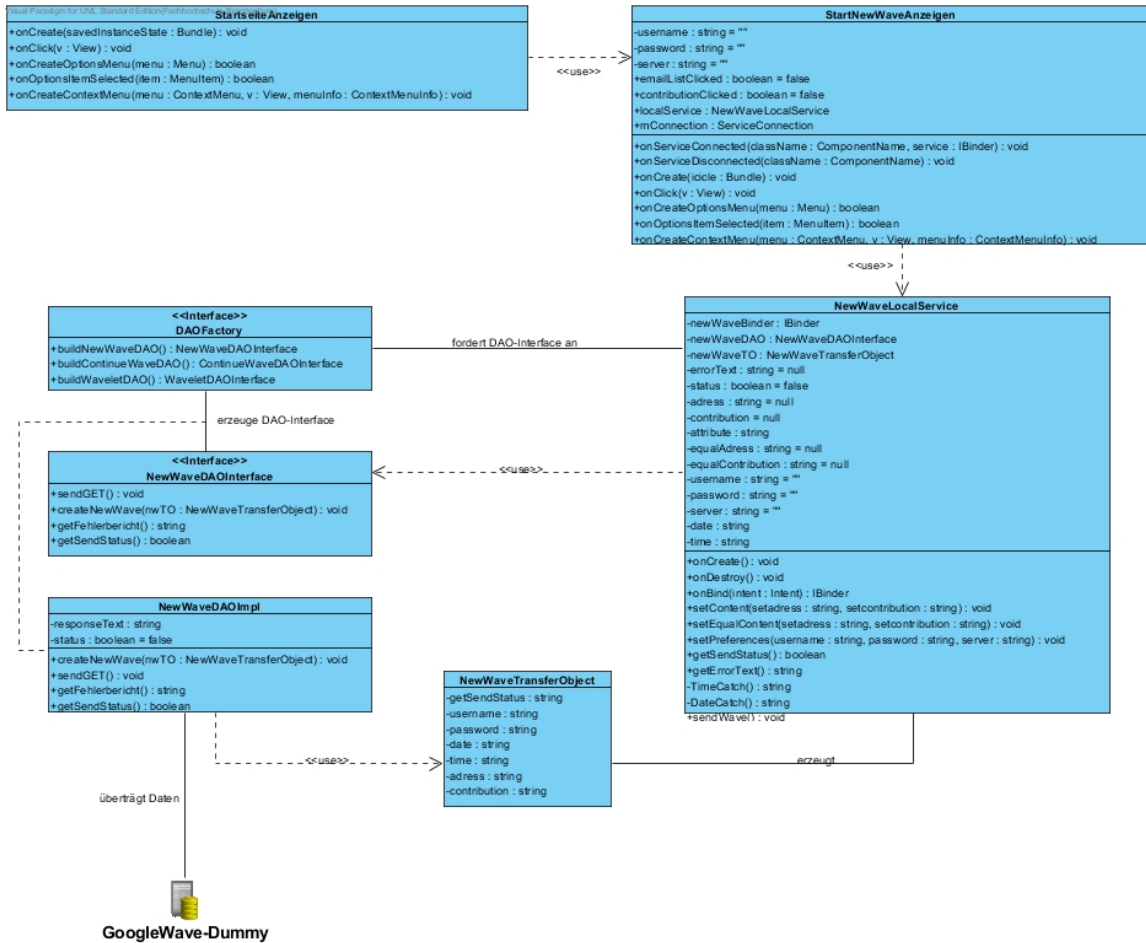 Visual Paradigm for UML Standard Edition(Fachhochschule
StartseiteAnzeigen
+onCreate(savedInstanceState : Bundle) : void
+onClick(v : View) : void
+onCreateOptionsMenu(menu : Menu) : boolean
+onOptionsItemSelected(item : MenuItem) : boolean
+onCreateContextMenu(menu : ContextMenu, v : View, menuInfo : ContextMenuInfo) : void
<<use>>
StartNewWaveAnzeigen
-username : string = ""
-password : string = ""
-server : string = ""
+emailListClicked : boolean = false
+contributionClicked : boolean = false
+localService : NewWaveLocalService
+mConnection : ServiceConnection
+onServiceConnected(className : ComponentName, service : IBinder) : void
+onServiceDisconnected(className : ComponentName) : void
+onCreate(icicle : Bundle) : void
+onClick(v : View) : void
+onCreateOptionsMenu(menu : Menu) : boolean
+onOptionsItemSelected(item : MenuItem) : boolean
+onCreateContextMenu(menu : ContextMenu, v : View, menuInfo : ContextMenuInfo) : void
<<use>>
<<Interface>>
DAOFactory
+buildNewWaveDAO() : NewWaveDAOInterface
+buildContinueWaveDAO() : ContinueWaveDAOInterface
+buildWaveletDAO() : WaveletDAOInterface
fordert DAO-Interface an
erzeuge DAO-Interface
NewWaveLocalService
-newWaveBinder : IBinder
-newWaveDAO : NewWaveDAOInterface
-newWaveTO : NewWaveTransferObject
-errorText : string = null
-status : boolean = false
-adress : string = null
-contribution = null
-attribute : string
-equalAdress : string = null
-equalContribution : string = null
-username : string = ""
-password : string = ""
-server : string = ""
-date : string
-time : string
+onCreate() : void
+onDestroy() : void
+onBind(intent : Intent) : IBinder
+setContent(setadress : string, setcontribution : string) : void
+setEqualContent(setadress : string, setcontribution : string) : void
+setPreferences(username : string, password : string, server : string) : void
+getSendStatus() : boolean
+getErrorText() : string
-TimeCatch() : string
-DateCatch() : string
+sendWave() : void
<<Interface>>
NewWaveDAOInterface
+sendGET() : void
+createNewWave(nwTO : NewWaveTransferObject) : void
+getFehlerbericht() : string
+getSendStatus() : boolean
<<use>>
NewWaveDAOImpl
-responseText : string
-status : boolean = false
+createNewWave(nwTO : NewWaveTransferObject) : void
+sendGET() : void
+getFehlerbericht() : string
+getSendStatus() : boolean
<<use>>
NewWaveTransferObject
-getSendStatus : string
-username : string
-password : string
-date : string
-time : string
-adress : string
-contribution : string
erzeugt
überträgt Daten
GoogleWave-Dummy